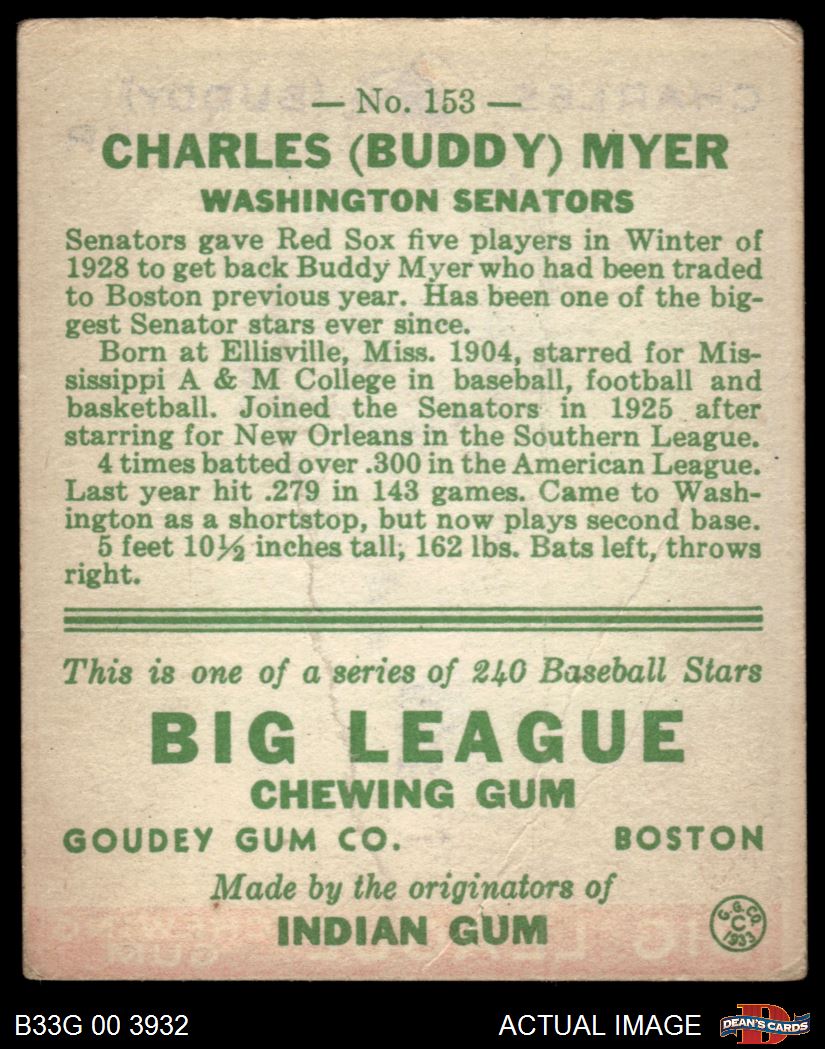 — No. 153 —
CHARLES (BUDDY) MYER
WASHINGTON SENATORS
Senators gave Red Sox five players in Winter of
1928 to get back Buddy Myer who had been traded
to Boston previous year. Has been one of the big-
gest Senator stars ever since.
Born at Ellisville, Miss. 1904, starred for Mis-
sissippi A & M College in baseball, football and
basketball. Joined the Senators in 1925 after
starring for New Orleans in the Southern League.
4 times batted over .300 in the American League.
Last year hit .279 in 143 games. Came to Wash-
ington as a shortstop, but now plays second base.
5 feet 10½ inches tall; 162 lbs. Bats left, throws
right.
This is one of a series of 240 Baseball Stars
BIG LEAGUE
CHEWING GUM
GOUDEY GUM CO. BOSTON
Made by the originators of
INDIAN GUM
G. G. CO.
C
1933
B33G 00 3932 ACTUAL IMAGE
D
DEAN'S CARDS